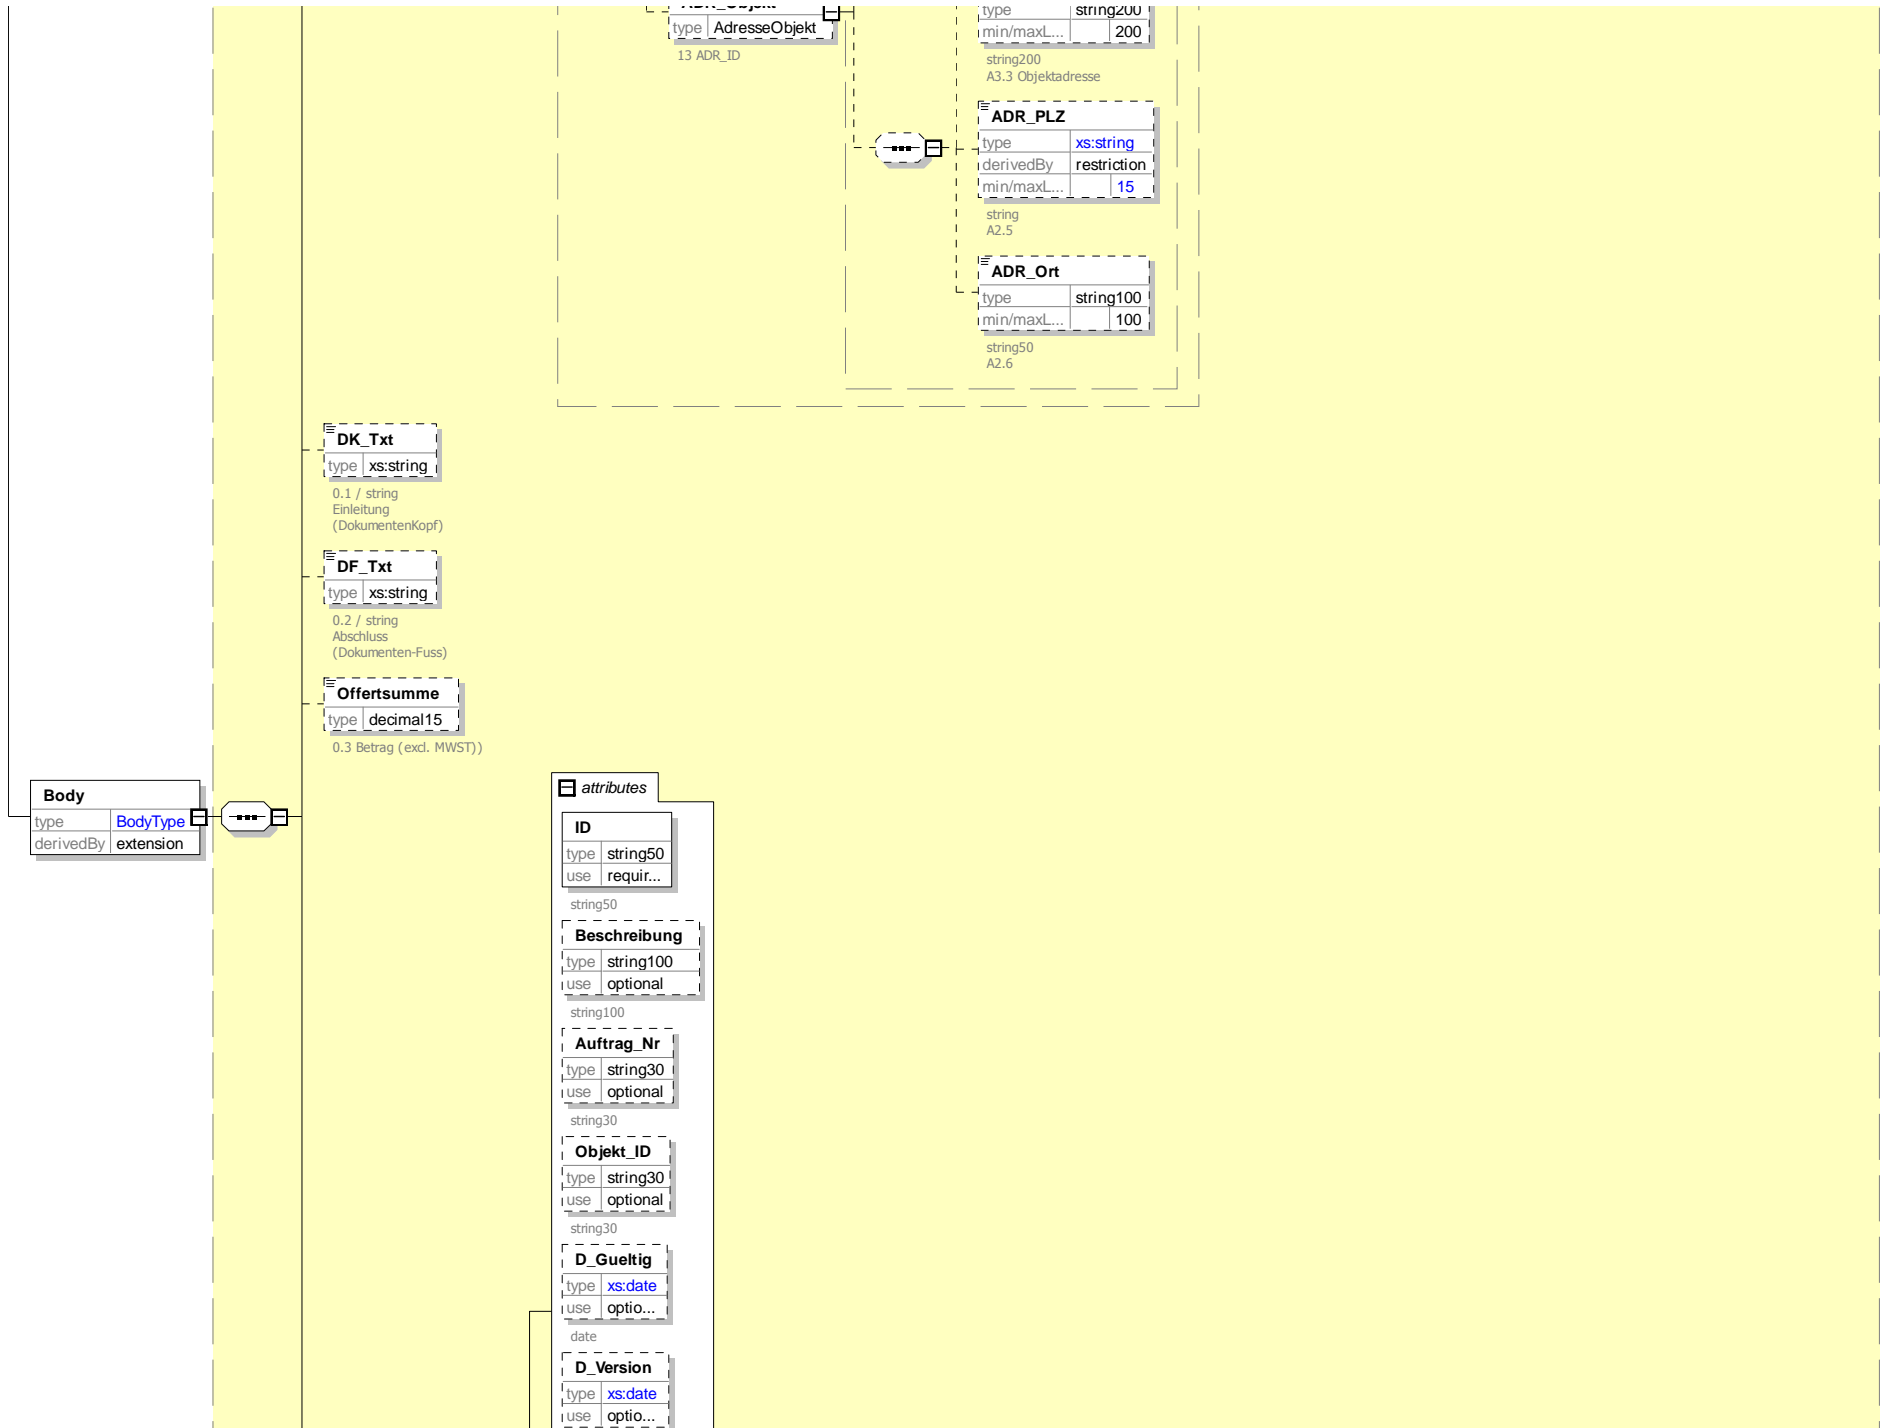 ADR_Objekt
type AdresseObjekt
13 ADR_ID
type string200
min/maxL... 200
string200
A3.3 Objektadresse
ADR_PLZ
type xs:string
derivedBy restriction
min/maxL... 15
string
A2.5
ADR_Ort
type string100
min/maxL... 100
string50
A2.6
DK_Txt
type xs:string
0.1 / string
Einleitung
(DokumentenKopf)
DF_Txt
type xs:string
0.2 / string
Abschluss
(Dokumenten-Fuss)
Offertsumme
type decimal15
0.3 Betrag (excl. MWST))
Body
type BodyType
derivedBy extension
attributes
ID
type string50
use requir...
string50
Beschreibung
type string100
use optional
string100
Auftrag_Nr
type string30
use optional
string30
Objekt_ID
type string30
use optional
string30
D_Gueltig
type xs:date
use optio...
date
D_Version
type xs:date
use optio...